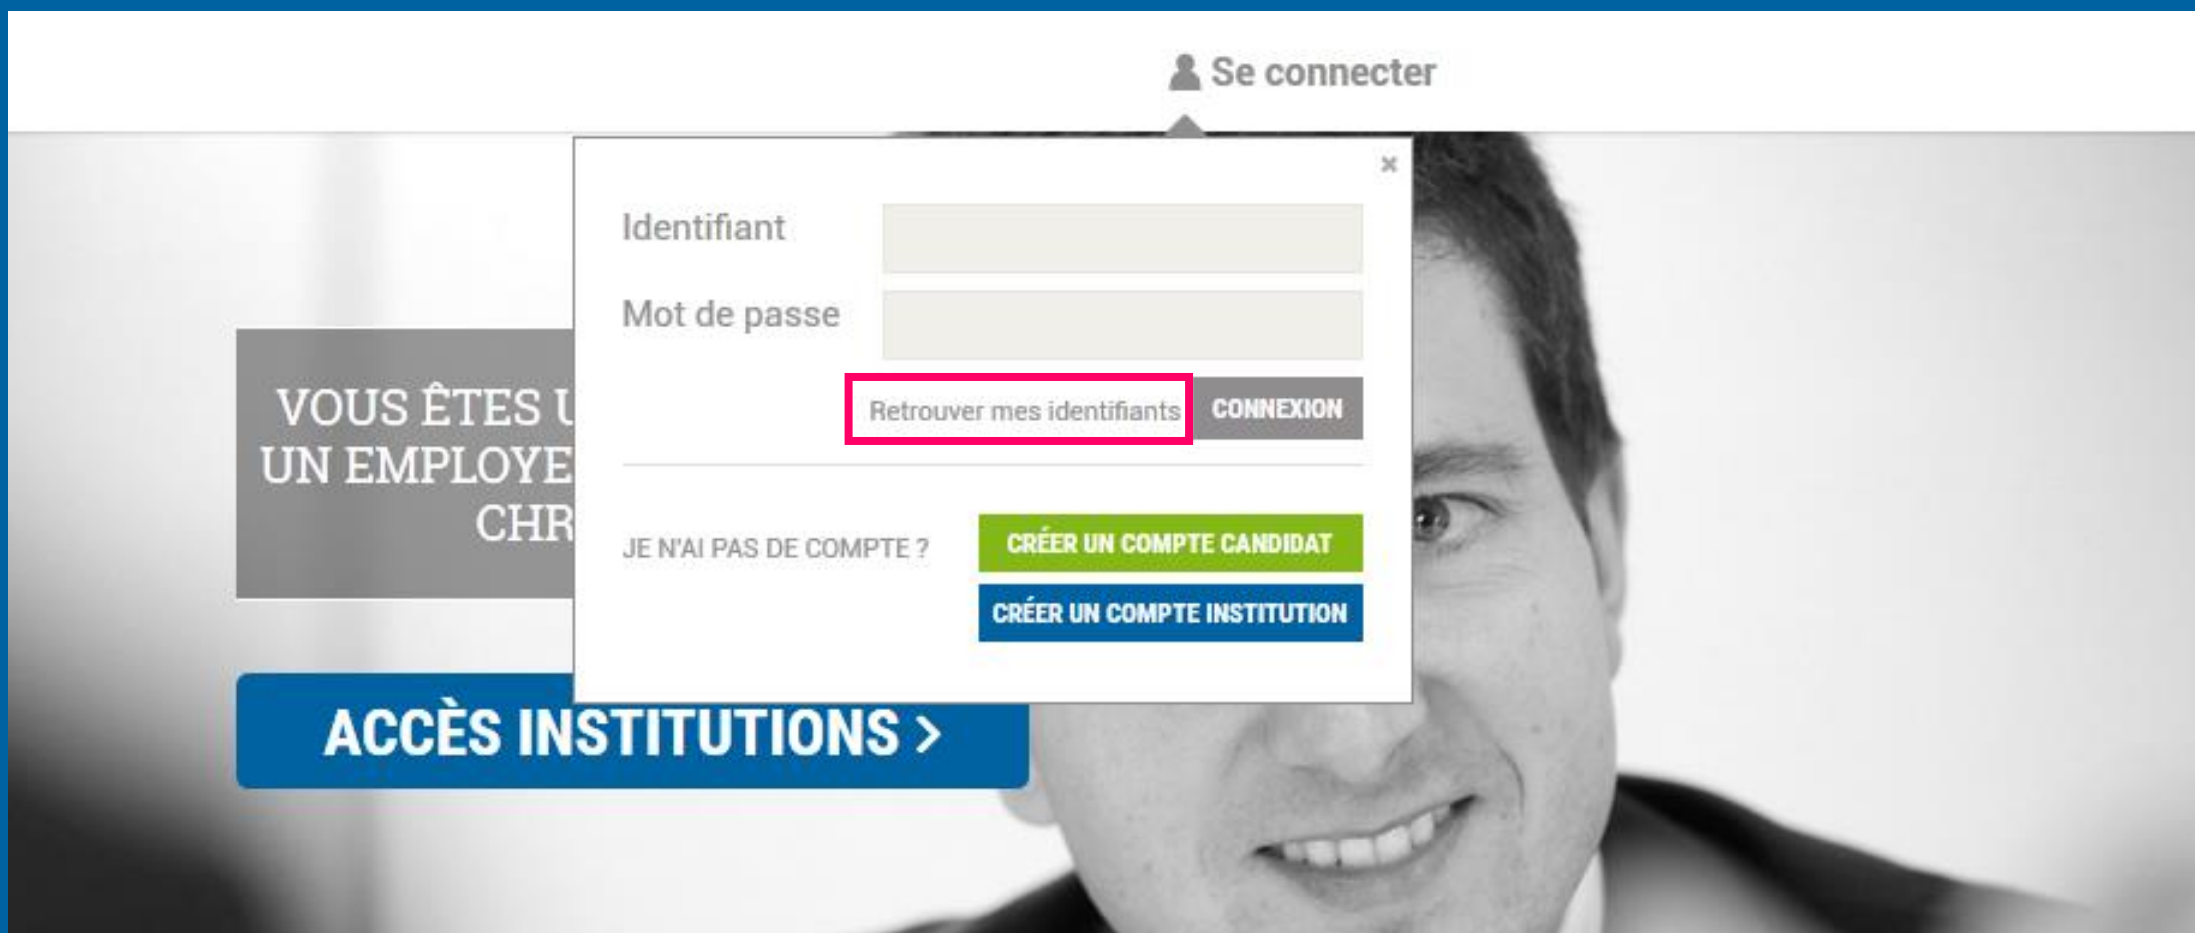 Se connecter
×
Identifiant
Mot de passe
Retrouver mes identifiants
CONNEXION
JE N'AI PAS DE COMPTE ?
CRÉER UN COMPTE CANDIDAT
CRÉER UN COMPTE INSTITUTION
VOUS ÊTES U
UN EMPLOYE
CHR
ACCÈS INSTITUTIONS >